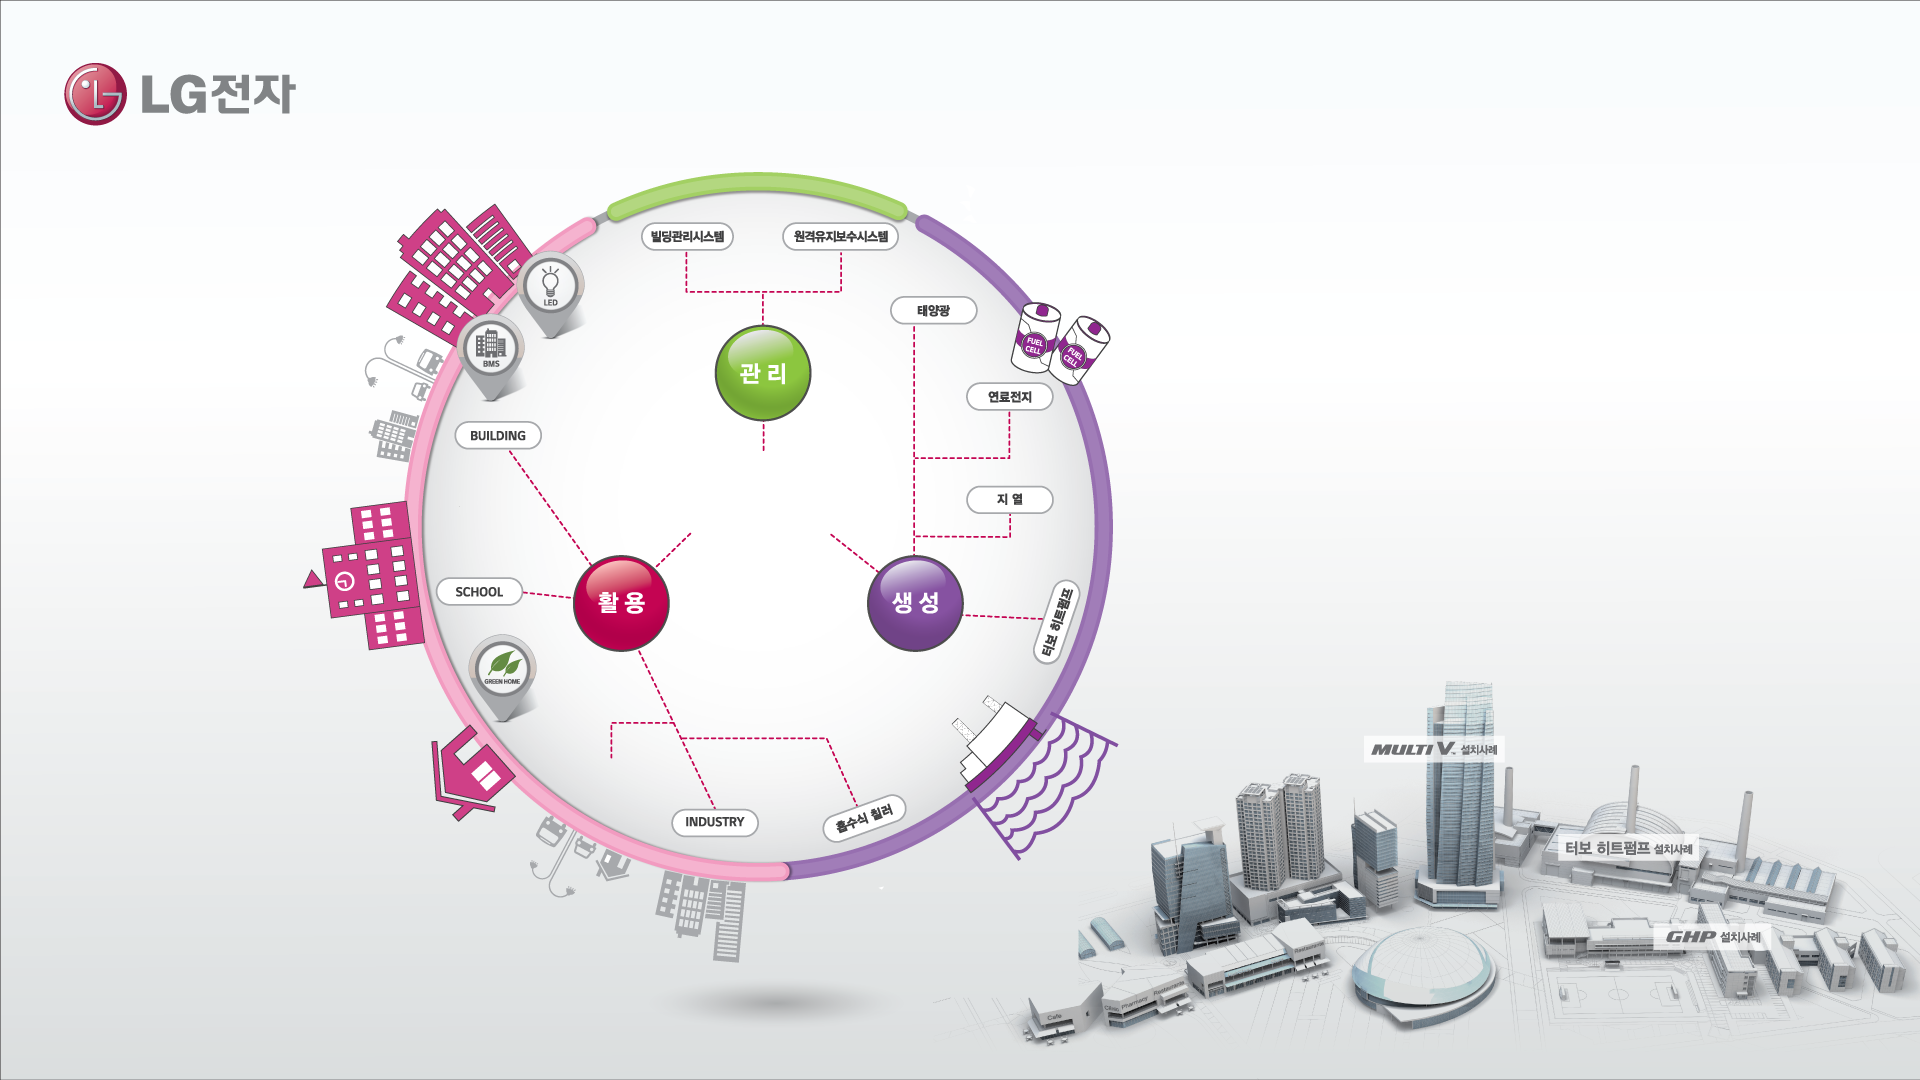 LG전자
빌딩관리시스템
원격유지보수시스템
LED
태양광
FUEL
CELL
FUEL
CELL
BMS
관리
연료전지
BUILDING
지열
SCHOOL
활용
생성
터보 히트펌프
GREEN HOME
INDUSTRY
흡수식 칠러
MULTI V™ 설치사례
터보 히트펌프 설치사례
GHP 설치사례
Restaurante
Cafe
Clinic Pharmacy Restaurante